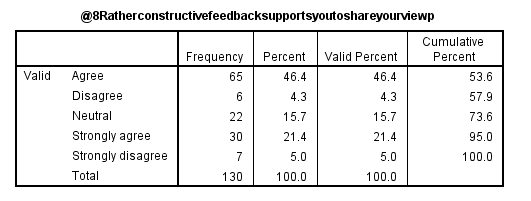 @8Ratherconstructivefeedbacksupportsyoutoshareyourviewp
Cumulative
Frequency Percent Valid Percent Percent
Valid Agree 65 46.4 46.4 53.6
Disagree 6 4.3 4.3 57.9
Neutral 22 15.7 15.7 73.6
Strongly agree 30 21.4 21.4 95.0
Strongly disagree 7 5.0 5.0 100.0
Total 130 100.0 100.0